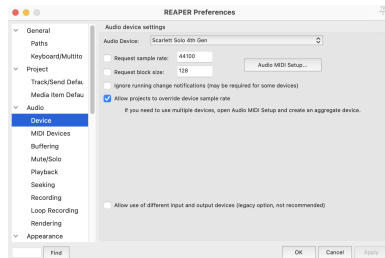 REAPER Preferences
General
Paths
Keyboard/Multito
Project
Track/Send Defau
Media Item Defau
Audio
Device
MIDI Devices
Buffering
Mute/Solo
Playback
Seeking
Recording
Loop Recording
Rendering
Appearance
Find
Audio device settings
Audio Device: Scarlett Solo 4th Gen
Request sample rate: 44100
Request block size: 128
Audio MIDI Setup...
Ignore running change notifications (may be required for some devices)
Allow projects to override device sample rate
If you need to use multiple devices, open Audio MIDI Setup and create an aggregate device.
Allow use of different input and output devices (legacy option, not recommended)
OK Cancel Apply